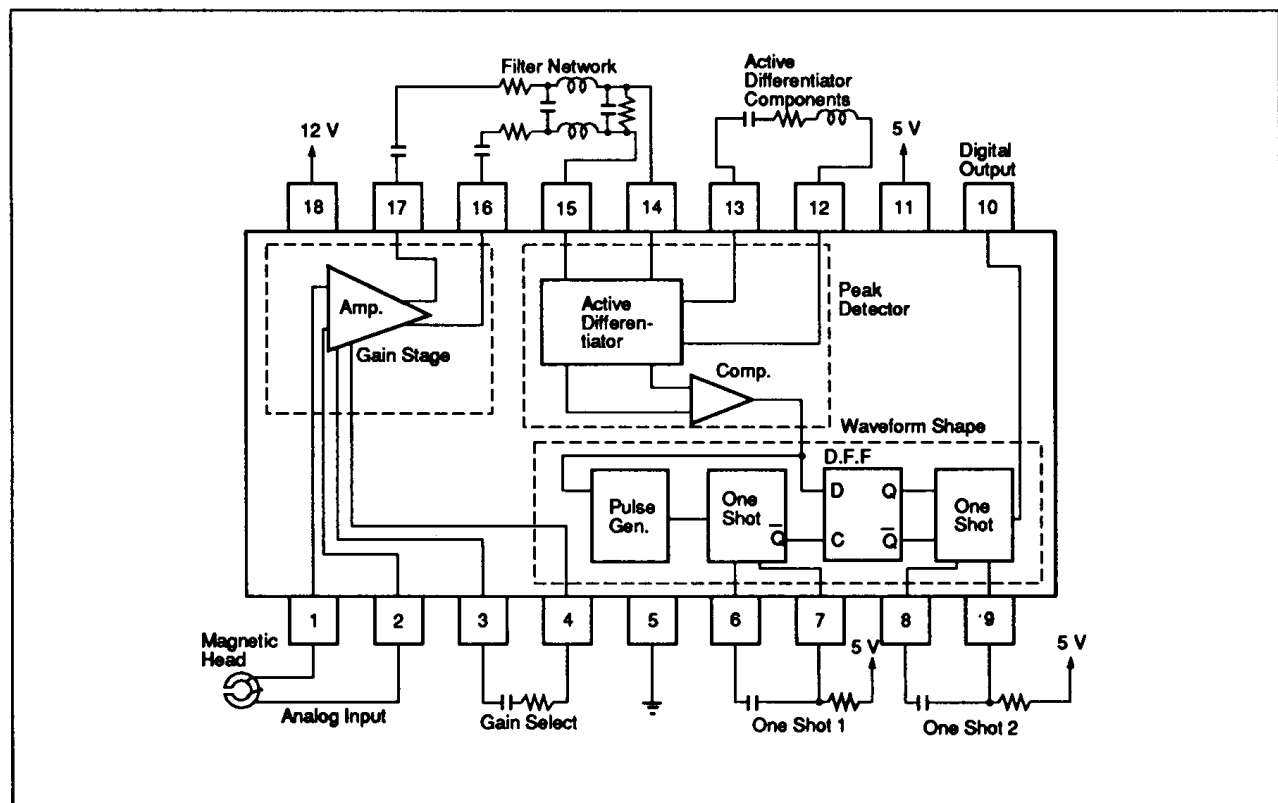 Filter Network
Active
Differentiator
Components
12 V
5 V
Digital
Output
18
17
16
15
14
13
12
11
10
Amp.
Gain Stage
Active
Differen-
tiator
Peak
Detector
Comp.
Waveform Shape
D.F.F
Pulse
Gen.
One
Shot
Q
D
Q
C
Q
One
Shot
1
2
3
4
5
6
7
8
9
Magnetic
Head
Analog Input
Gain Select
5 V
One Shot 1
5 V
One Shot 2